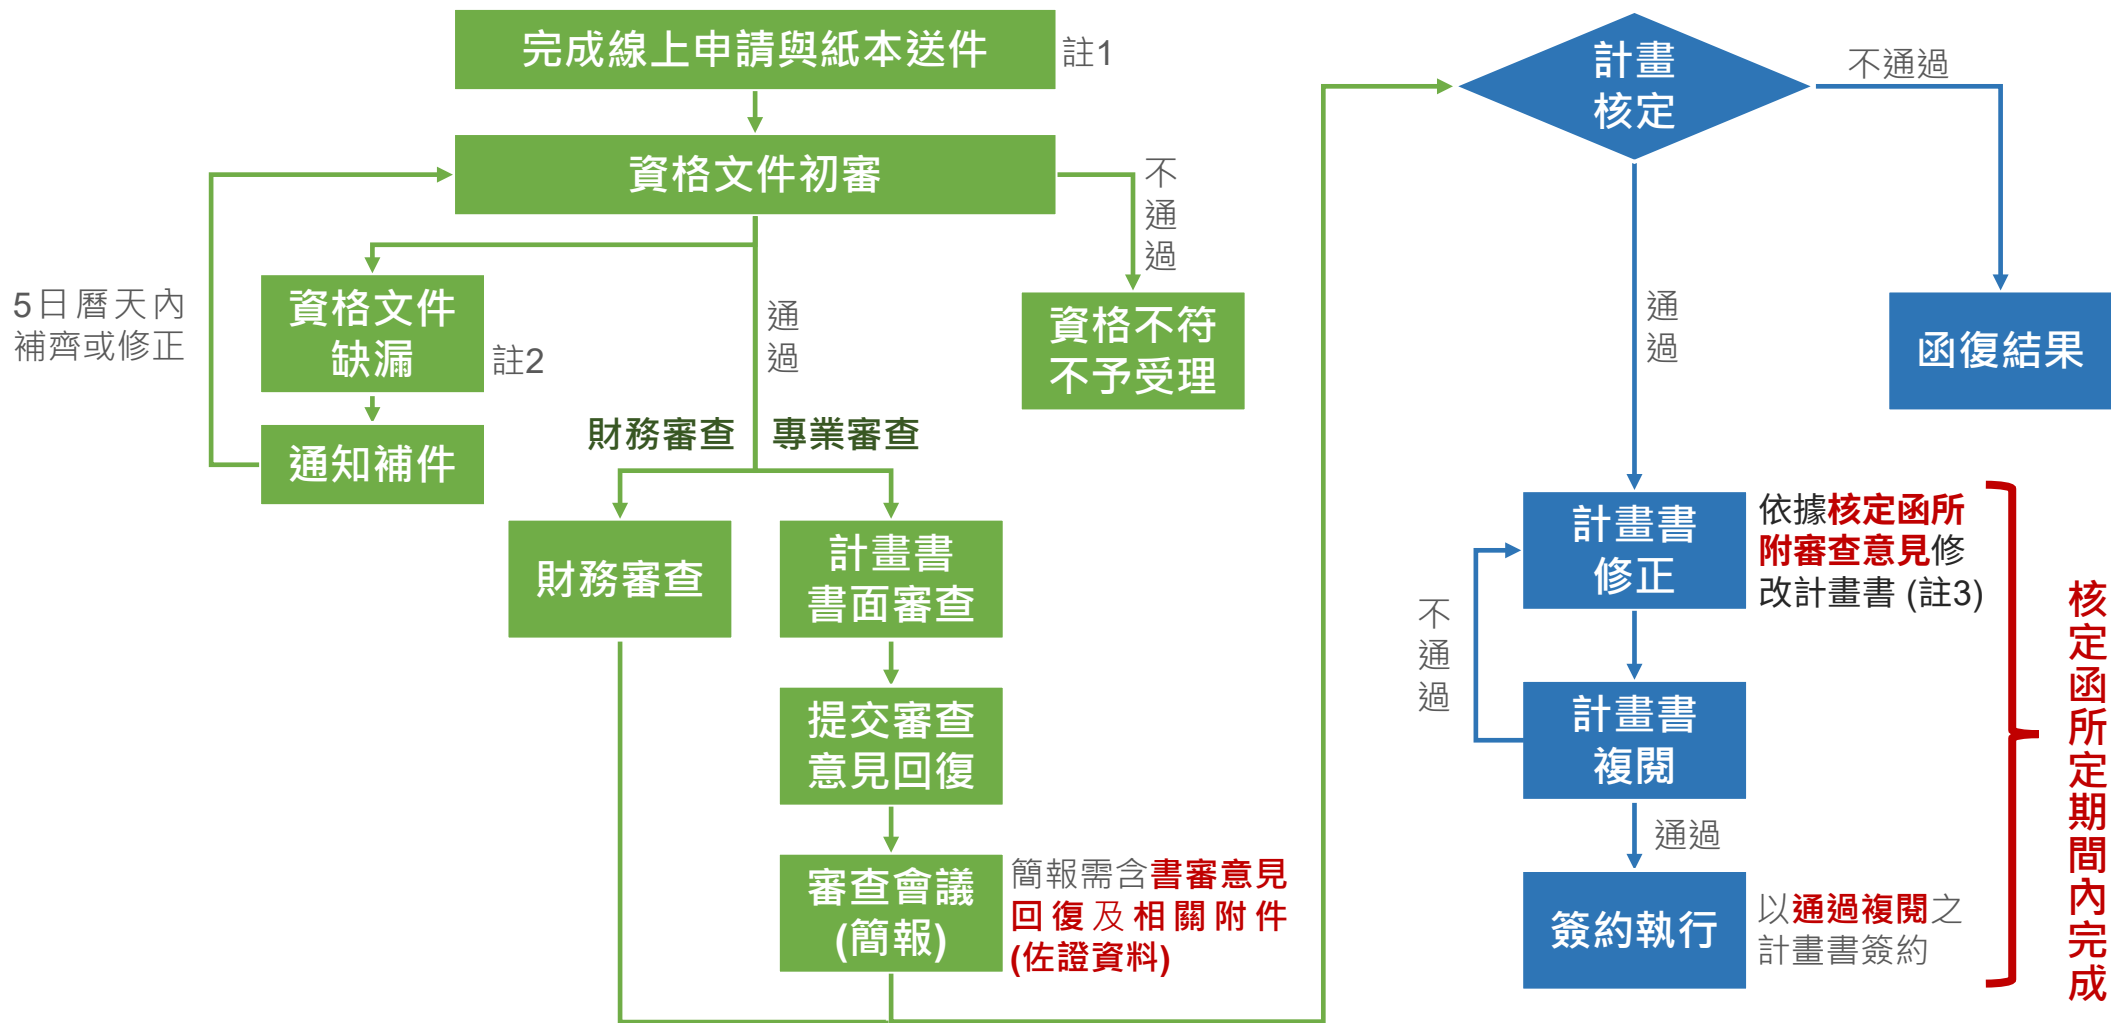 完成線上申請與紙本送件
註1
資格文件初審
不通過
5日曆天內
補齊或修正
資格文件
缺漏
註2
通知補件
通過
資格不符
不予受理
財務審查
專業審查
財務審查
計畫書
書面審查
提交審查
意見回復
審查會議
(簡報)
簡報需含書審意見
回復及相關附件
(佐證資料)
計畫
核定
不通過
通過
函復結果
計畫書
修正
依據核定函所
附審查意見修
改計畫書 (註3)
不通過
計畫書
複閱
通過
簽約執行
以通過複閱之
計畫書簽約
核定函所定期間內完成